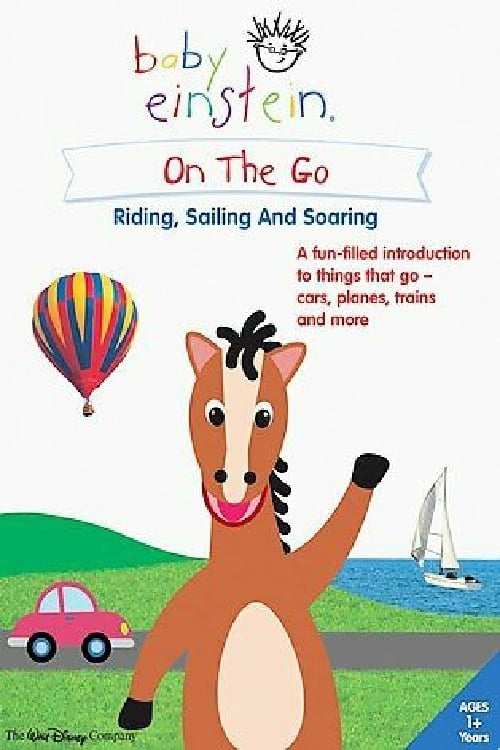 baby
einstein.
On The Go
Riding, Sailing And Soaring
A fun-filled introduction
to things that go –
cars, planes, trains
and more
AGES
1+
Years
The Walt Disney Company